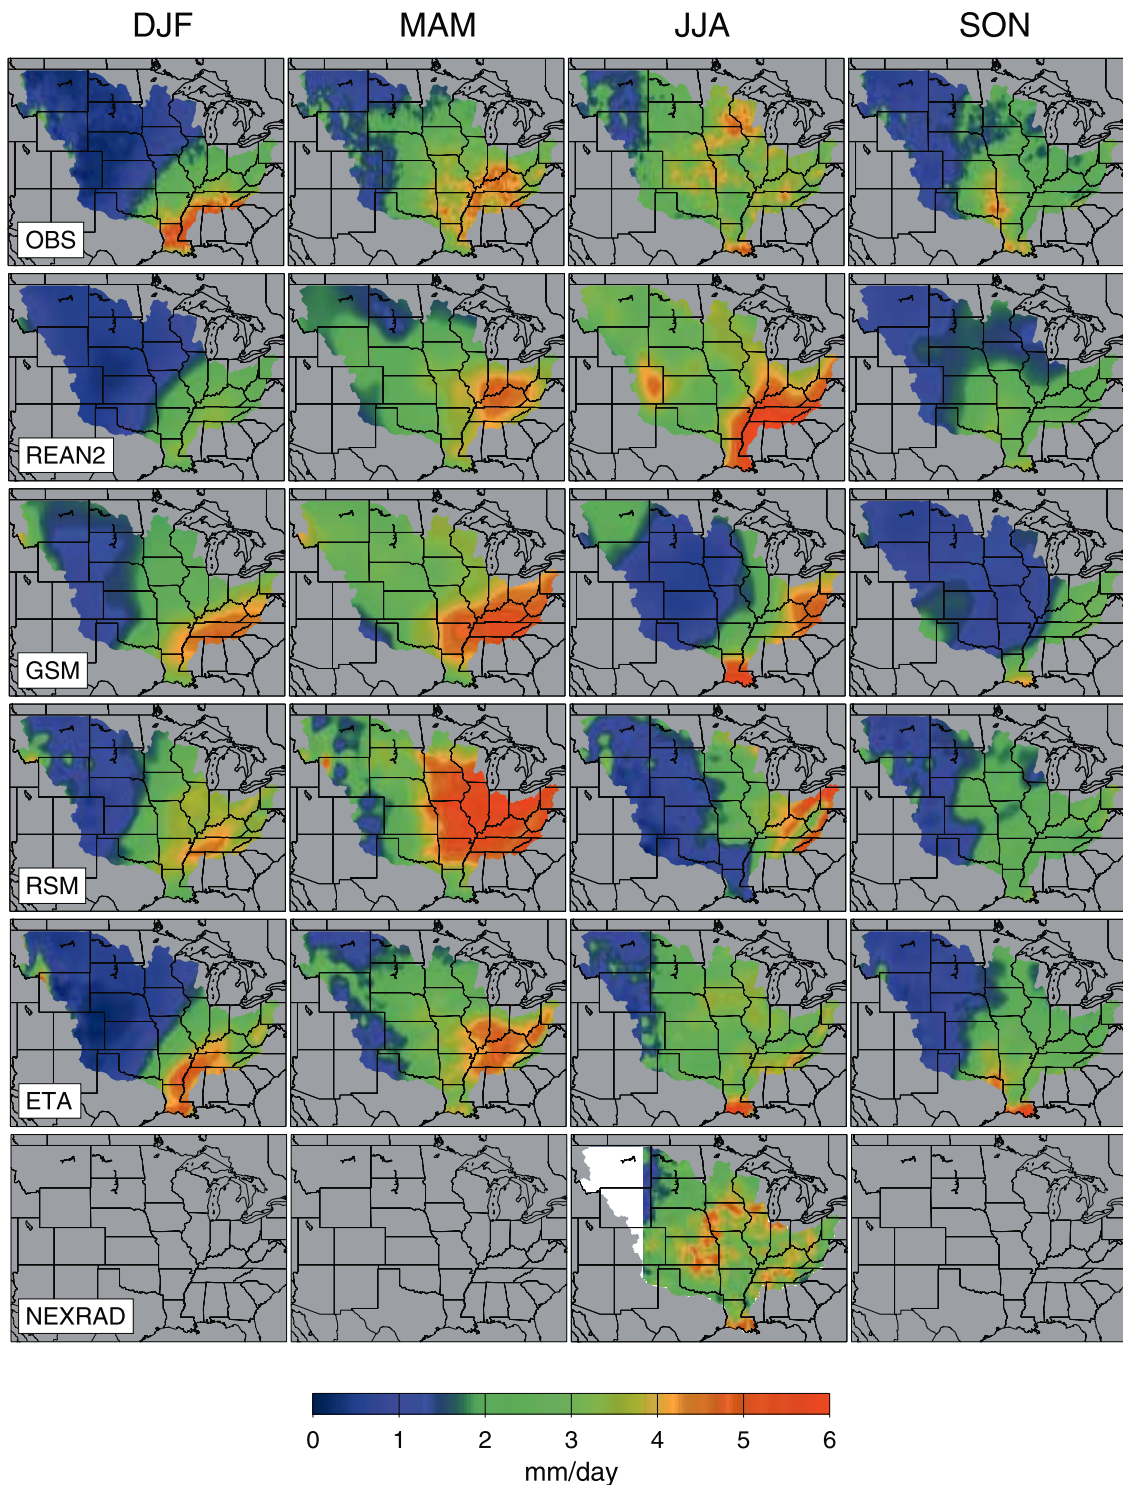 DJF MAM JJA SON
OBS
REAN2
GSM
RSM
ETA
NEXRAD
0 1 2 3 4 5 6
mm/day